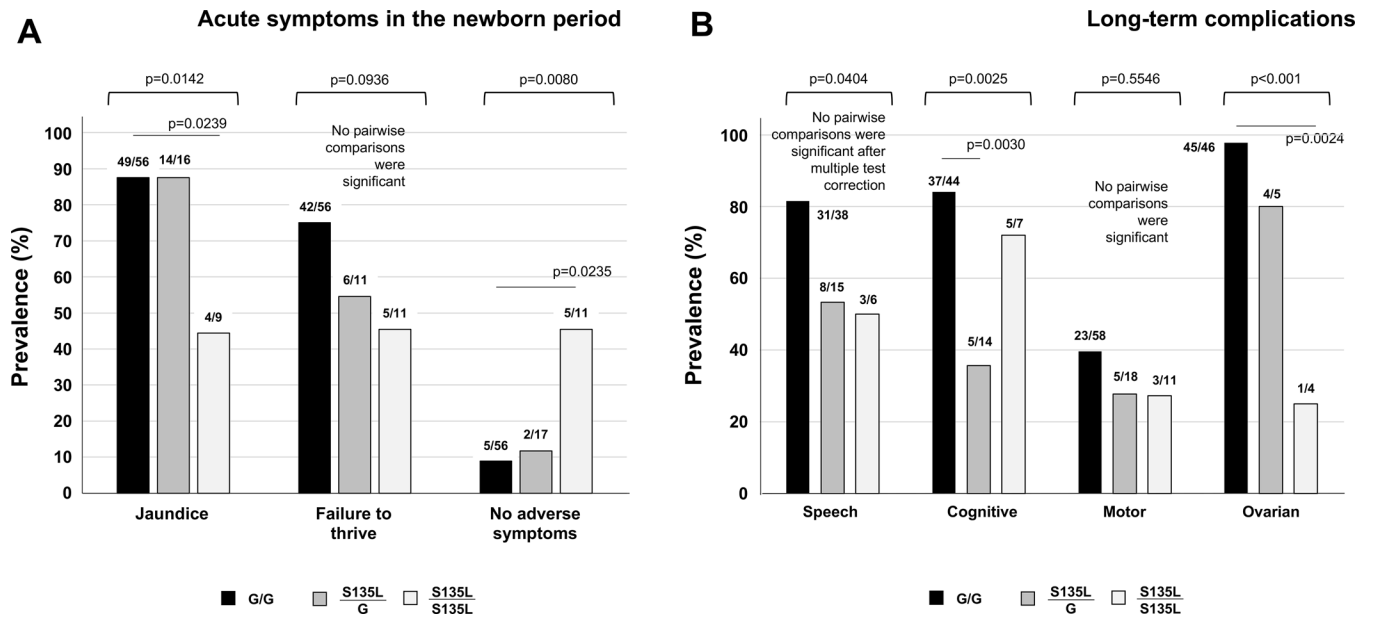 A
Acute symptoms in the newborn period
p=0.0142
p=0.0936
p=0.0080
p=0.0239
No pairwise
comparisons
were
significant
p=0.0235
Prevalence (%)
100
90
80
70
60
50
40
30
20
10
0
49/56
14/16
4/9
42/56
6/11
5/11
5/56
2/17
5/11
Jaundice
Failure to
thrive
No adverse
symptoms
G/G
S135L
G
S135L
S135L
B
Long-term complications
p=0.0404
p=0.0025
p=0.5546
p<0.001
No pairwise
comparisons were
significant after
multiple test
correction
p=0.0030
No pairwise
comparisons
were
significant
p=0.0024
Prevalence (%)
100
80
60
40
20
0
31/38
8/15
3/6
37/44
5/14
5/7
23/58
5/18
3/11
45/46
4/5
1/4
Speech
Cognitive
Motor
Ovarian
G/G
S135L
G
S135L
S135L